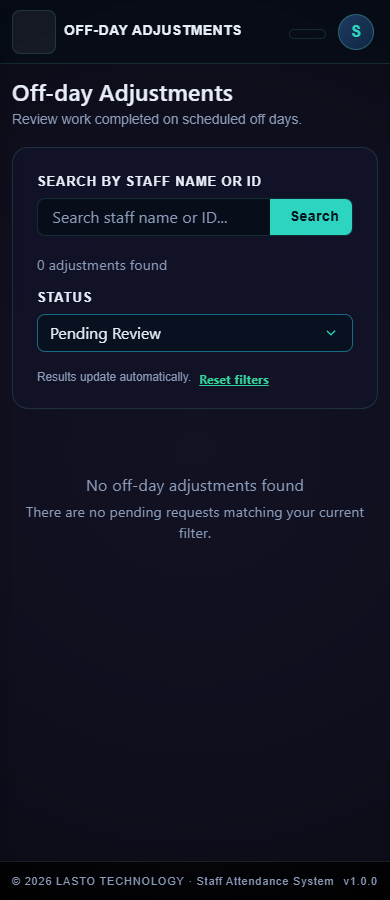 OFF-DAY ADJUSTMENTS
S
Off-day Adjustments
Review work completed on scheduled off days.
SEARCH BY STAFF NAME OR ID
Search staff name or ID...
Search
0 adjustments found
STATUS
Pending Review
Results update automatically. Reset filters
No off-day adjustments found
There are no pending requests matching your current
filter.
© 2026 LASTO TECHNOLOGY · Staff Attendance System v1.0.0